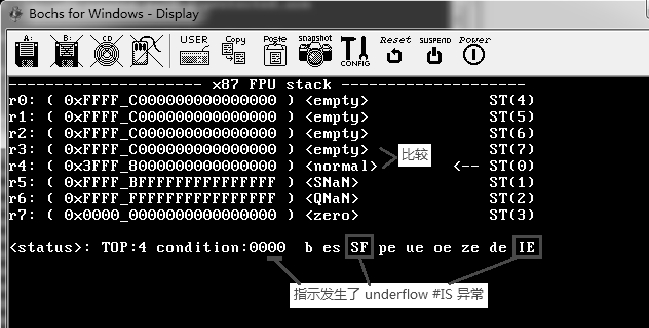 Bochs for Windows - Display
A: B: CD USER Copy Paste snapshot Reset SUSPEND Power
CONFIG
--------------------- x87 FPU stack --------------------
r0: ( 0xFFFF_C000000000000000 ) <empty> ST(4)
r1: ( 0xFFFF_C000000000000000 ) <empty> ST(5)
r2: ( 0xFFFF_C000000000000000 ) <empty> ST(6)
r3: ( 0xFFFF_C000000000000000 ) <empty> ST(7)
比较
r4: ( 0x3FFF_8000000000000000 ) <normal> <-- ST(0)
r5: ( 0xFFFF_BFFFFFFFFFFFFFFF ) <SNaN> ST(1)
r6: ( 0xFFFF_FFFFFFFFFFFFFFFF ) <QNaN> ST(2)
r7: ( 0x0000_0000000000000000 ) <zero> ST(3)
<status>: TOP:4 condition:0000 b es SF pe ue oe ze de IE
指示发生了 underflow #IS 异常